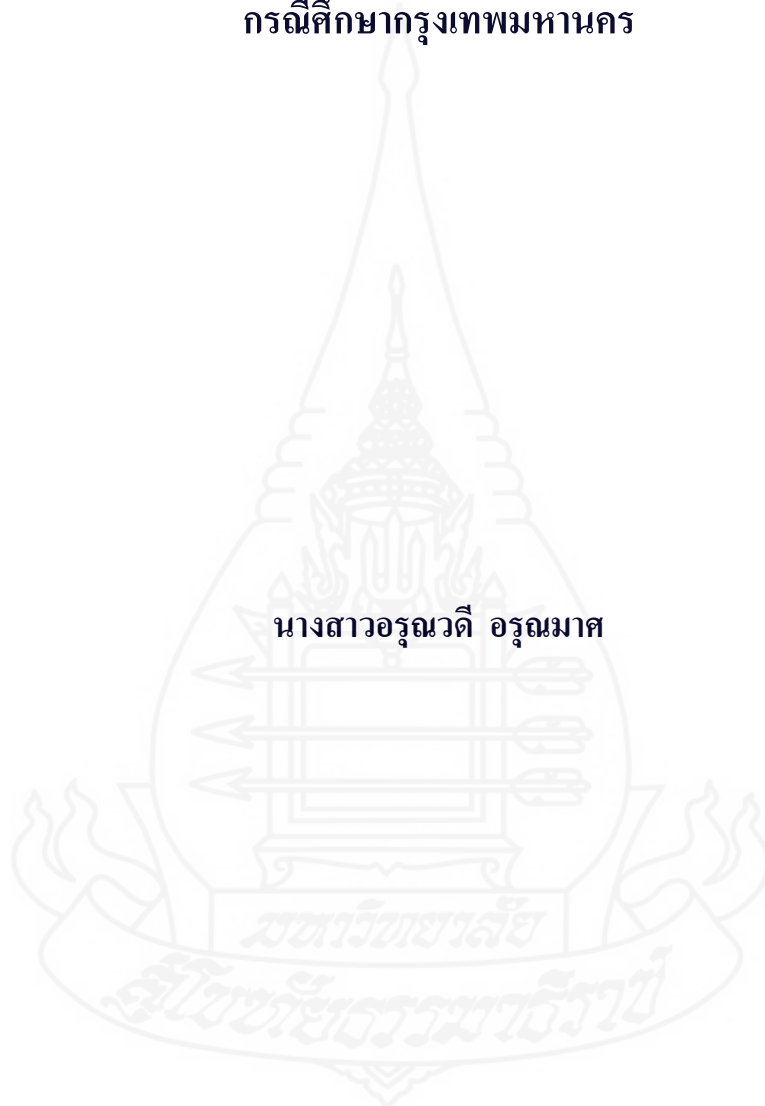 กรณีศึกษากรุงเทพมหานคร
นางสาวอรุณวดี อรุณมาศ
มหาวิทยาลัย
สุโขทัยธรรมาธิราช